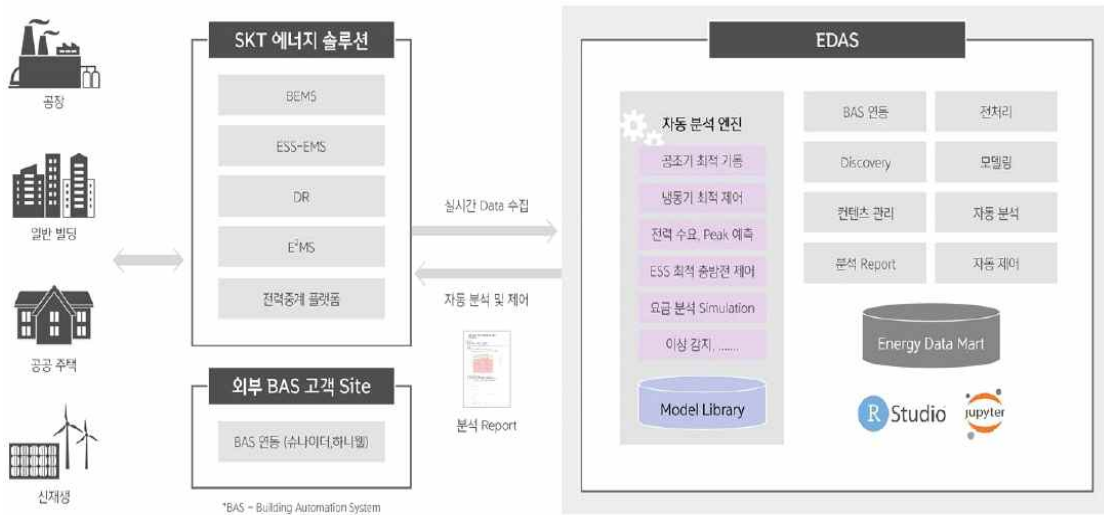 공장
일반 빌딩
공공 주택
신재생
SKT 에너지 솔루션
BEMS
ESS-EMS
DR
E²MS
전력중계 플랫폼
외부 BAS 고객 Site
BAS 연동 (슈나이더,하니웰)
*BAS - Building Automation System
실시간 Data 수집
자동 분석 및 제어
분석 Report
EDAS
자동 분석 엔진
공조기 최적 기동
냉동기 최적 제어
전력 수요, Peak 예측
ESS 최적 충방전 제어
요금 분석 Simulation
이상 감지, .......
Model Library
BAS 연동
전처리
Discovery
모델링
컨텐츠 관리
자동 분석
분석 Report
자동 제어
Energy Data Mart
R Studio
jupyter